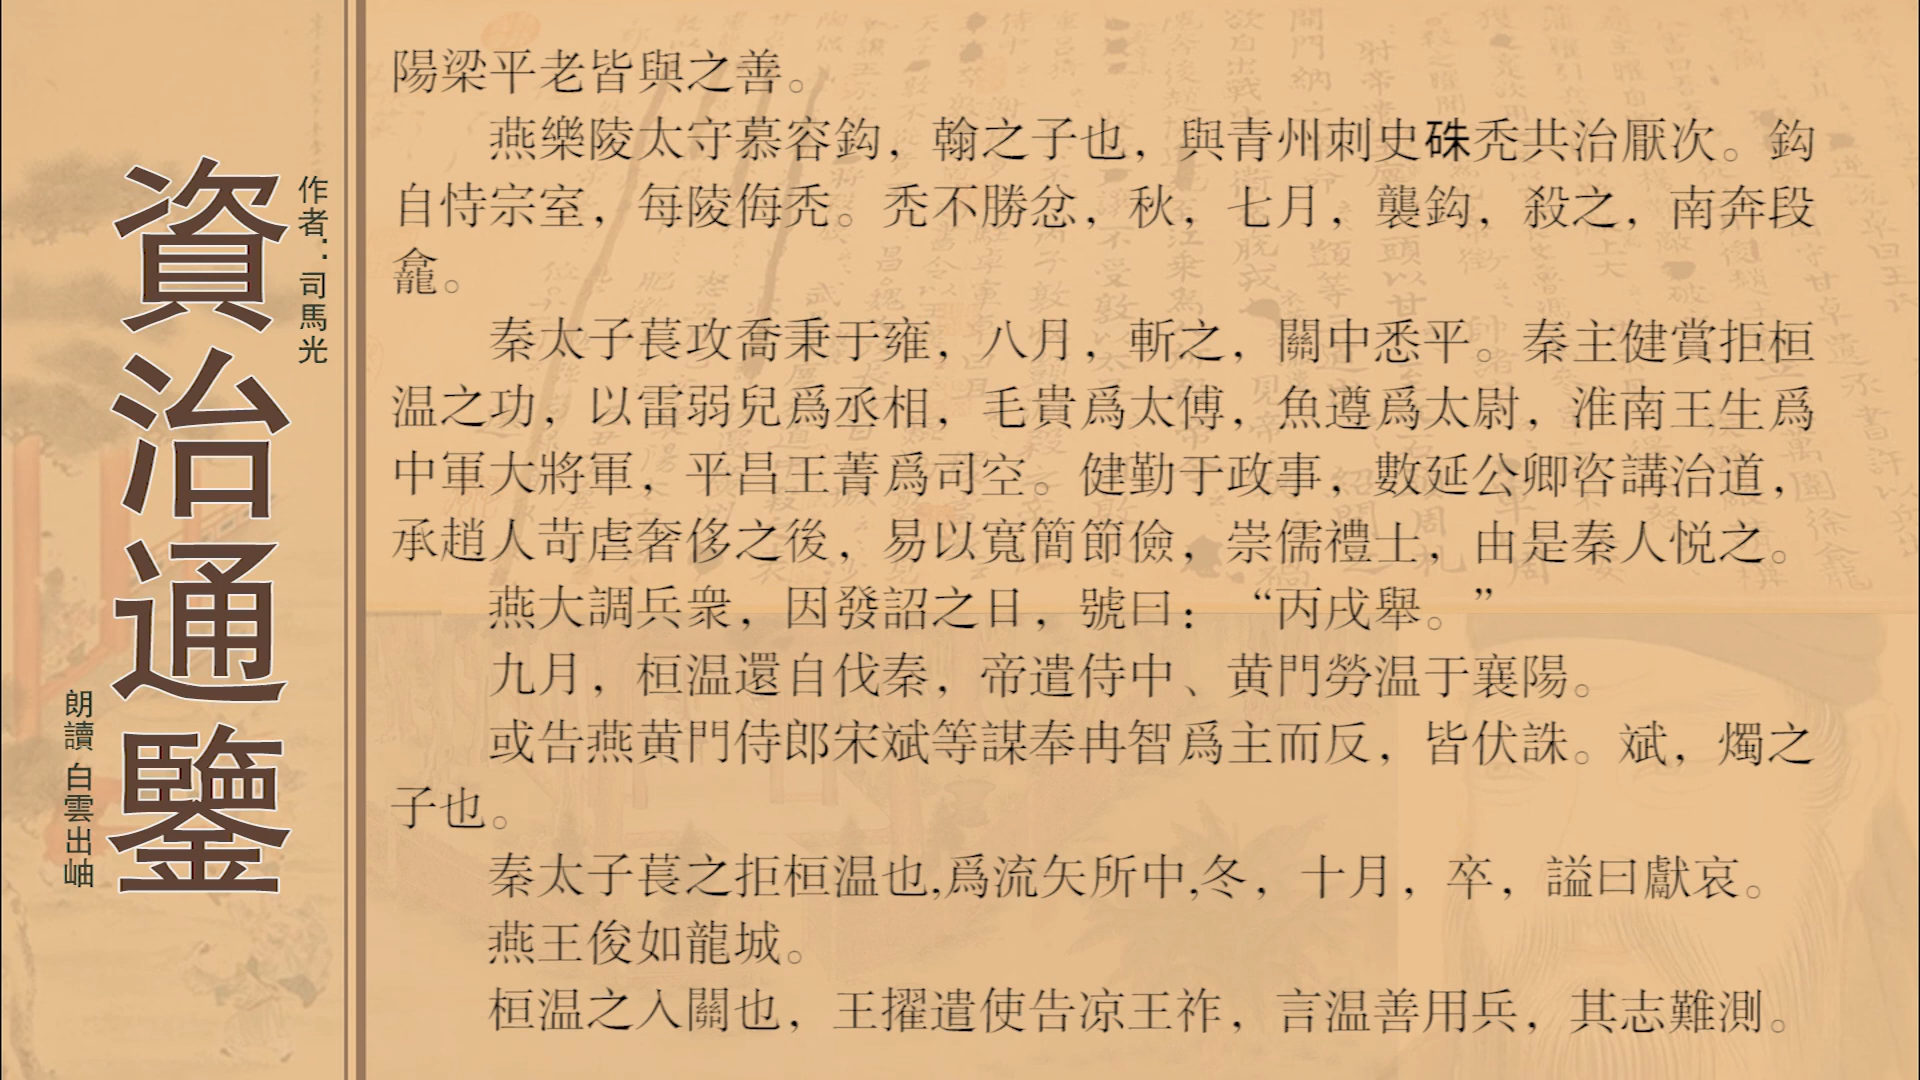 資治通鑒
作者：司馬光
朗讀 白雲出岫
陽梁平老皆與之善。
燕樂陵太守慕容鈎，翰之子也，與青州刺史硃禿共治厭次。鈎
自恃宗室，每陵侮禿。禿不勝忿，秋，七月，襲鈎，殺之，南奔段
龕。
秦太子萇攻喬秉于雍，八月，斬之，關中悉平。秦主健賞拒桓
温之功，以雷弱兒爲丞相，毛貴爲太傅，魚遵爲太尉，淮南王生爲
中軍大將軍，平昌王菁爲司空。健勤于政事，數延公卿咨講治道，
承趙人苛虐奢侈之後，易以寬簡節儉，崇儒禮士，由是秦人悦之。
燕大調兵衆，因發詔之日，號曰：“丙戌舉。”
九月，桓温還自伐秦，帝遣侍中、黄門勞温于襄陽。
或告燕黄門侍郎宋斌等謀奉冉智爲主而反，皆伏誅。斌，燭之
子也。
秦太子萇之拒桓温也,爲流矢所中,冬，十月，卒，謚曰獻哀。
燕王俊如龍城。
桓温之入關也，王擢遣使告凉王祚，言温善用兵，其志難測。